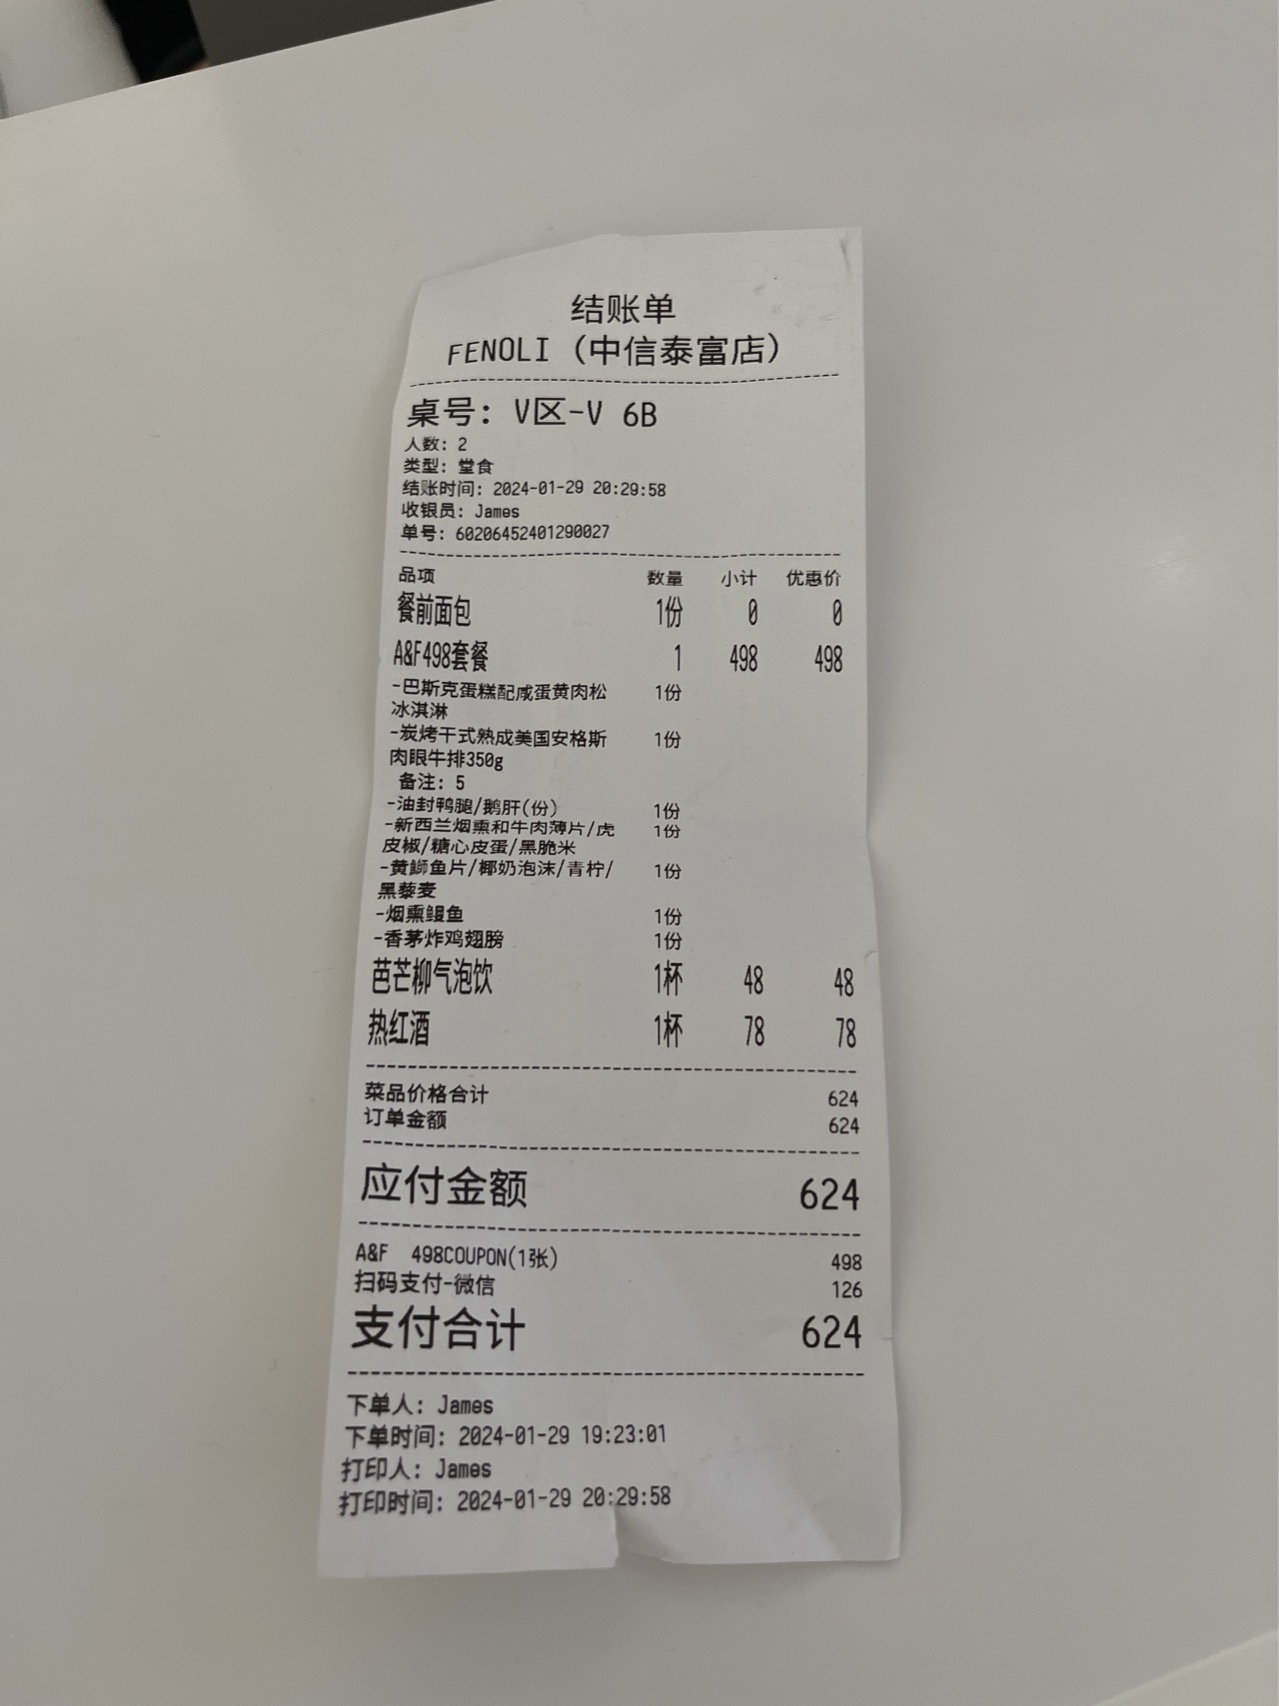 结账单
FENOLI（中信泰富店）
桌号: V区-V 6B
人数: 2
类型: 堂食
结账时间: 2024-01-29 20:29:58
收银员: James
单号: 60206452401290027
品项 数量 小计 优惠价
餐前面包 1份 0 0
A&F498套餐 1 498 498
-巴斯克蛋糕配咸蛋黄肉松 1份
冰淇淋
-炭烤干式熟成美国安格斯 1份
肉眼牛排350g
备注: 5
-油封鸭腿/鹅肝(份) 1份
-新西兰烟熏和牛肉薄片/虎 1份
皮椒/糖心皮蛋/黑脆米
-黄鰤鱼片/椰奶泡沫/青柠/ 1份
黑藜麦
-烟熏鳗鱼 1份
-香茅炸鸡翅膀 1份
芭芒柳气泡饮 1杯 48 48
热红酒 1杯 78 78
菜品价格合计 624
订单金额 624
应付金额 624
A&F 498COUPON(1张) 498
扫码支付-微信 126
支付合计 624
下单人: James
下单时间: 2024-01-29 19:23:01
打印人: James
打印时间: 2024-01-29 20:29:58